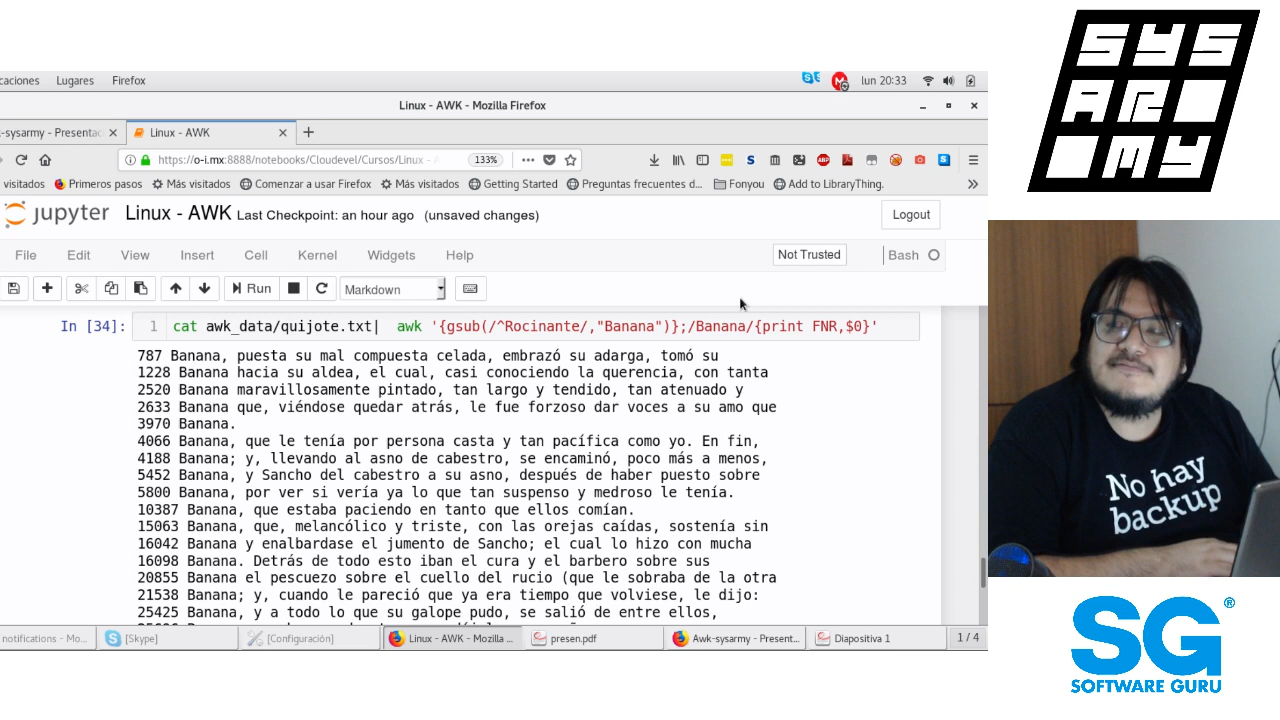 caciones Lugares Firefox lun 20:33
Linux - AWK - Mozilla Firefox
-sysarmy - Presentac Linux - AWK
https://o-i.mx:8888/notebooks/Cloudevel/Cursos/Linux - A 133%
visitados Primeros pasos Más visitados Comenzar a usar Firefox Más visitados Getting Started Preguntas frecuentes d... Fonyou Add to LibraryThing.
jupyter Linux - AWK Last Checkpoint: an hour ago (unsaved changes) Logout
File Edit View Insert Cell Kernel Widgets Help Not Trusted Bash
Run Markdown
In [34]: 1 cat awk_data/quijote.txt| awk '{gsub(/^Rocinante/,"Banana")};/Banana/{print FNR,$0}'
787 Banana, puesta su mal compuesta celada, embrazó su adarga, tomó su
1228 Banana hacia su aldea, el cual, casi conociendo la querencia, con tanta
2520 Banana maravillosamente pintado, tan largo y tendido, tan atenuado y
2633 Banana que, viéndose quedar atrás, le fue forzoso dar voces a su amo que
3970 Banana.
4066 Banana, que le tenía por persona casta y tan pacífica como yo. En fin,
4188 Banana; y, llevando al asno de cabestro, se encaminó, poco más a menos,
5452 Banana, y Sancho del cabestro a su asno, después de haber puesto sobre
5800 Banana, por ver si vería ya lo que tan suspenso y medroso le tenía.
10387 Banana, que estaba paciendo en tanto que ellos comían.
15063 Banana, que, melancólico y triste, con las orejas caídas, sostenía sin
16042 Banana y enalbardase el jumento de Sancho; el cual lo hizo con mucha
16098 Banana. Detrás de todo esto iban el cura y el barbero sobre sus
20855 Banana el pescuezo sobre el cuello del rucio (que le sobraba de la otra
21538 Banana; y, cuando le pareció que ya era tiempo que volviese, le dijo:
25425 Banana, y a todo lo que su galope pudo, se salió de entre ellos,
notifications - Mo... [Skype] [Configuración] Linux - AWK - Mozilla ... presen.pdf Awk-sysarmy - Present... Diapositiva 1 1 / 4
SYS
AR
MY
No hay
backup
SG®
SOFTWARE GURU